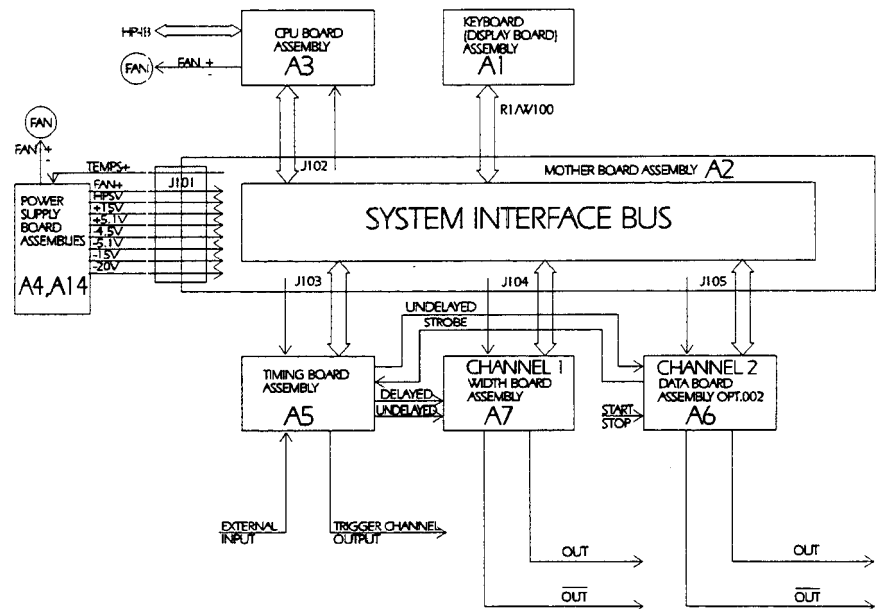 HP-IB
CPU BOARD
ASSEMBLY
A3
KEYBOARD
(DISPLAY BOARD)
ASSEMBLY
A1
FAN
FAN +
-
R1/W100
FAN
FAN +
-
TEMPS+
J102
MOTHER BOARD ASSEMBLY A2
J101
POWER
SUPPLY
BOARD
ASSEMBLIES
A4,A14
FAN+
HP5V
+15V
+5.1V
-4.5V
-5.1V
-15V
-20V
SYSTEM INTERFACE BUS
J103
J104
J105
UNDELAYED
STROBE
TIMING BOARD
ASSEMBLY
A5
DELAYED
UNDELAYED
CHANNEL 1
WIDTH BOARD
ASSEMBLY
A7
START
STOP
CHANNEL 2
DATA BOARD
ASSEMBLY OPT.002
A6
EXTERNAL
INPUT
TRIGGER CHANNEL
OUTPUT
OUT
OUT
OUT
OUT